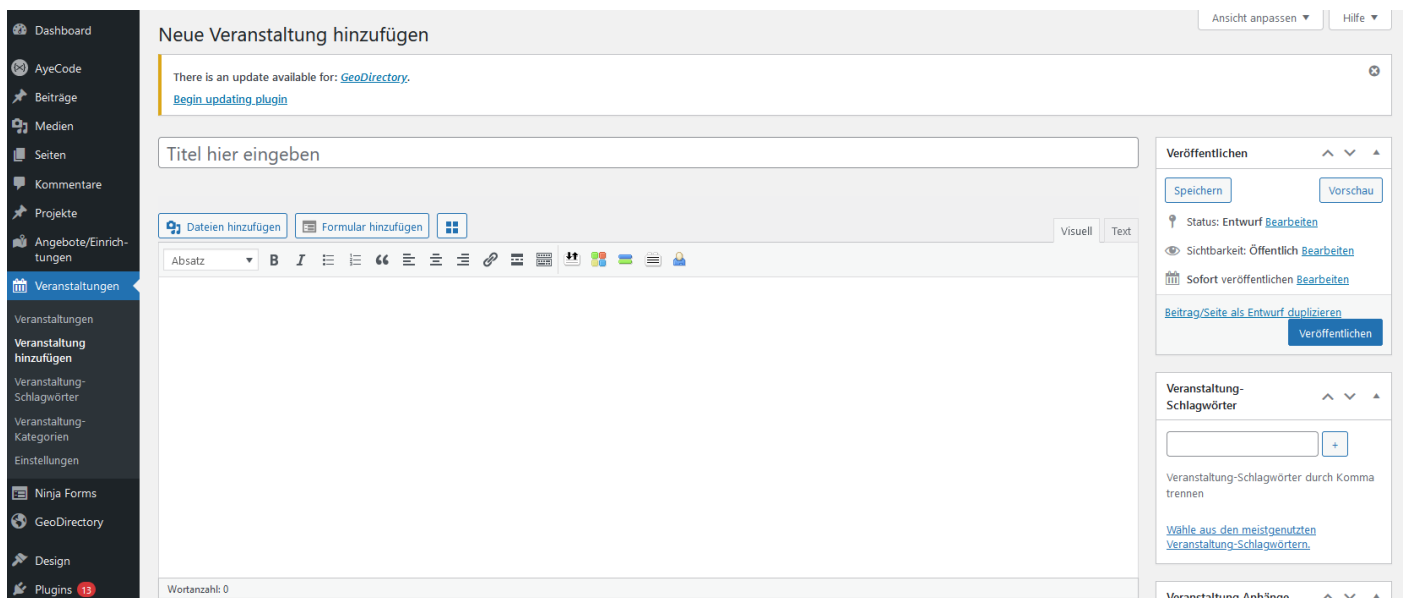 Dashboard
AyeCode
Beiträge
Medien
Seiten
Kommentare
Projekte
Angebote/Einrich-
tungen
Veranstaltungen
Veranstaltungen
Veranstaltung
hinzufügen
Veranstaltung-
Schlagwörter
Veranstaltung-
Kategorien
Einstellungen
Ninja Forms
GeoDirectory
Design
Plugins 13
Ansicht anpassen
Hilfe
Neue Veranstaltung hinzufügen
There is an update available for: GeoDirectory.
Begin updating plugin
Titel hier eingeben
Dateien hinzufügen
Formular hinzufügen
Visuell
Text
Absatz
B I
Wortanzahl: 0
Veröffentlichen
Speichern
Vorschau
Status: Entwurf Bearbeiten
Sichtbarkeit: Öffentlich Bearbeiten
Sofort veröffentlichen Bearbeiten
Beitrag/Seite als Entwurf duplizieren
Veröffentlichen
Veranstaltung-
Schlagwörter
+
Veranstaltung-Schlagwörter durch Komma
trennen
Wähle aus den meistgenutzten
Veranstaltung-Schlagwörtern.
Veranstaltung Anhänge